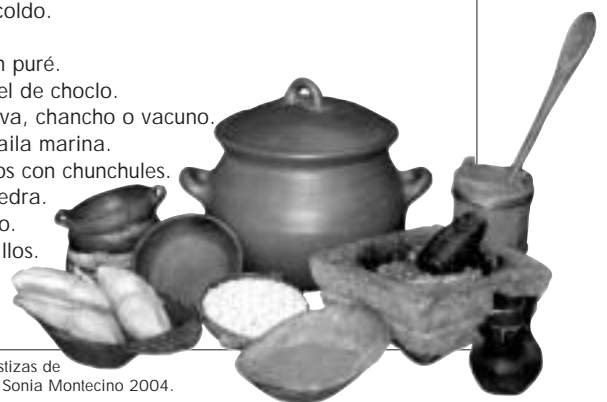 coldo.
puré.
el de choclo.
va, chancho o vacuno.
aila marina.
os con chunchules.
edra.
o.
llos.
stizas de
Sonia Montecino 2004.